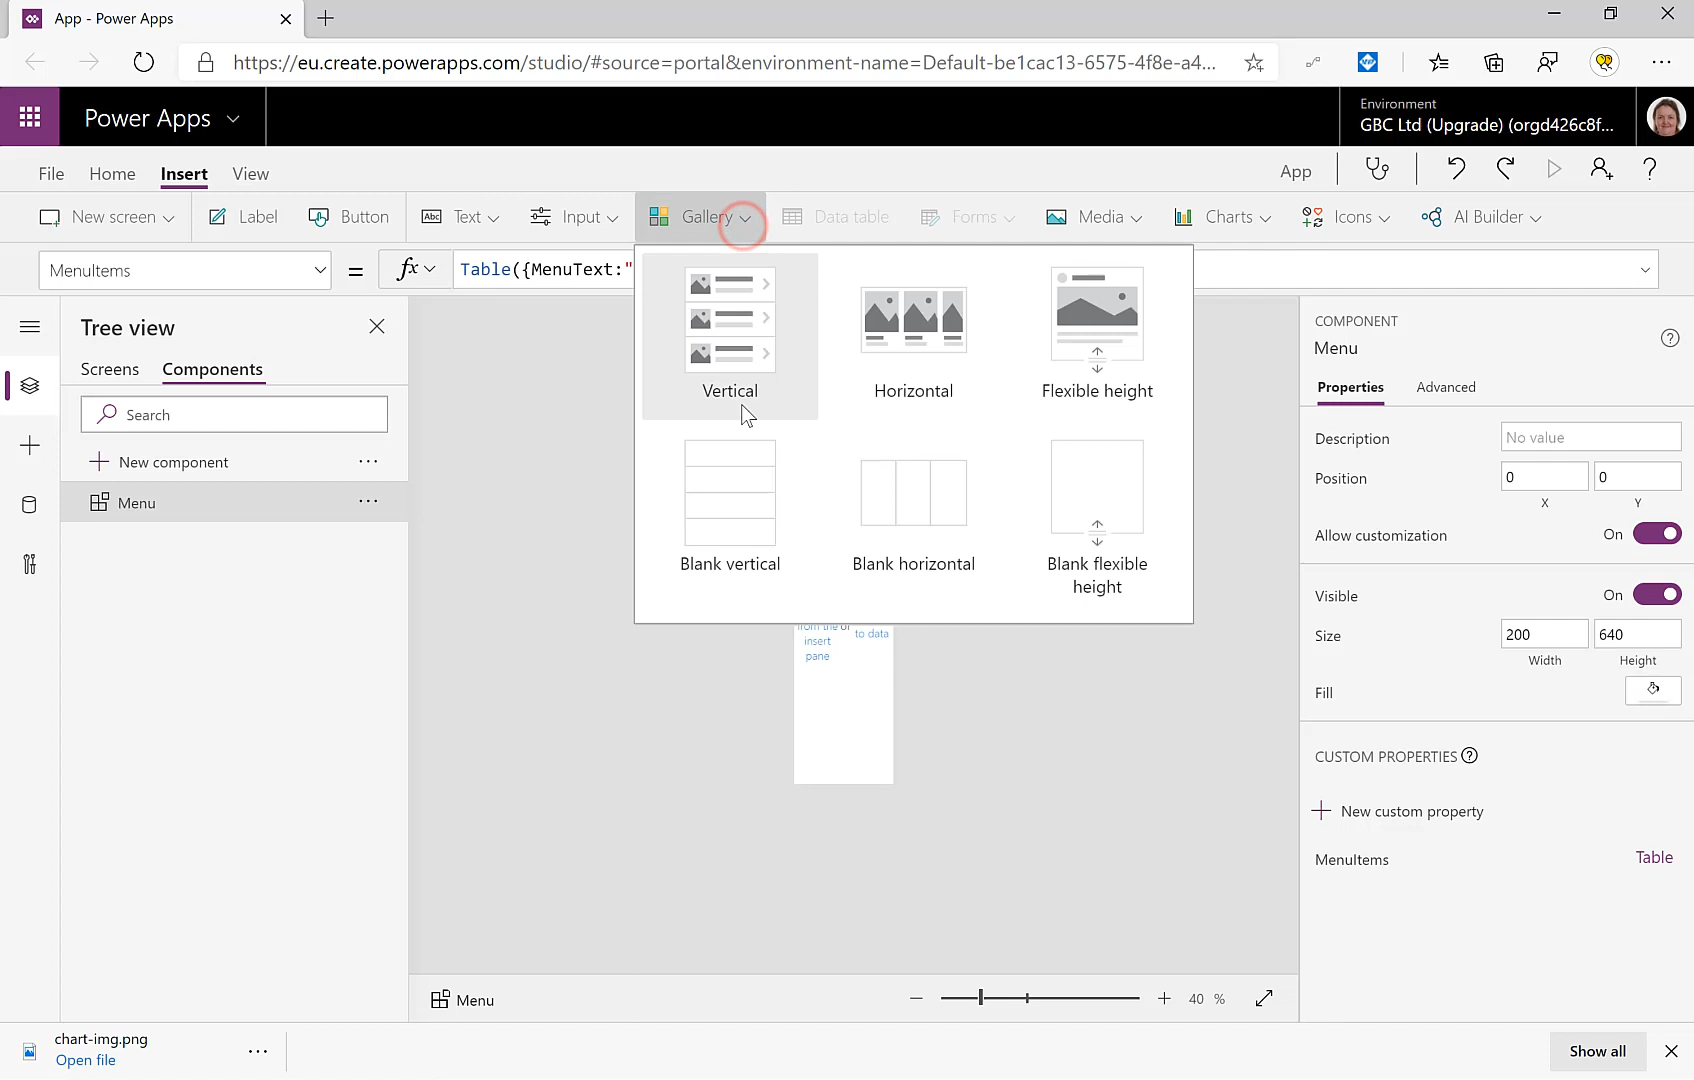 App - Power Apps
https://eu.create.powerapps.com/studio/#source=portal&environment-name=Default-be1cac13-6575-4f8e-a4...
Power Apps
Environment
GBC Ltd (Upgrade) (orgd426c8f...
File Home Insert View
App
New screen Label Button Text Input Gallery Data table Forms Media Charts Icons AI Builder
Abc
MenuItems = fx Table({MenuText:"
Tree view
Screens Components
Search
New component
Menu
Vertical Horizontal Flexible height
Blank vertical Blank horizontal Blank flexible
height
from the or
to data
insert
pane
COMPONENT
Menu
Properties Advanced
Description No value
Position 0 0
X Y
Allow customization On
Visible On
Size 200 640
Width Height
Fill
CUSTOM PROPERTIES
New custom property
MenuItems Table
Menu 40 %
chart-img.png
Open file
Show all